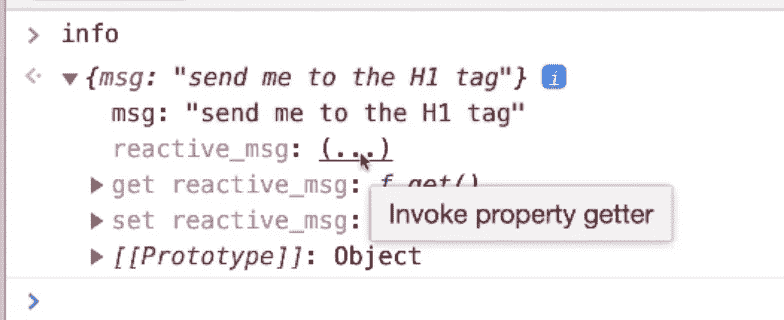 info
{msg: "send me to the H1 tag"} i
msg: "send me to the H1 tag"
reactive_msg: (...)
get reactive_msg: f get()
set reactive_msg:
Invoke property getter
[[Prototype]]: Object